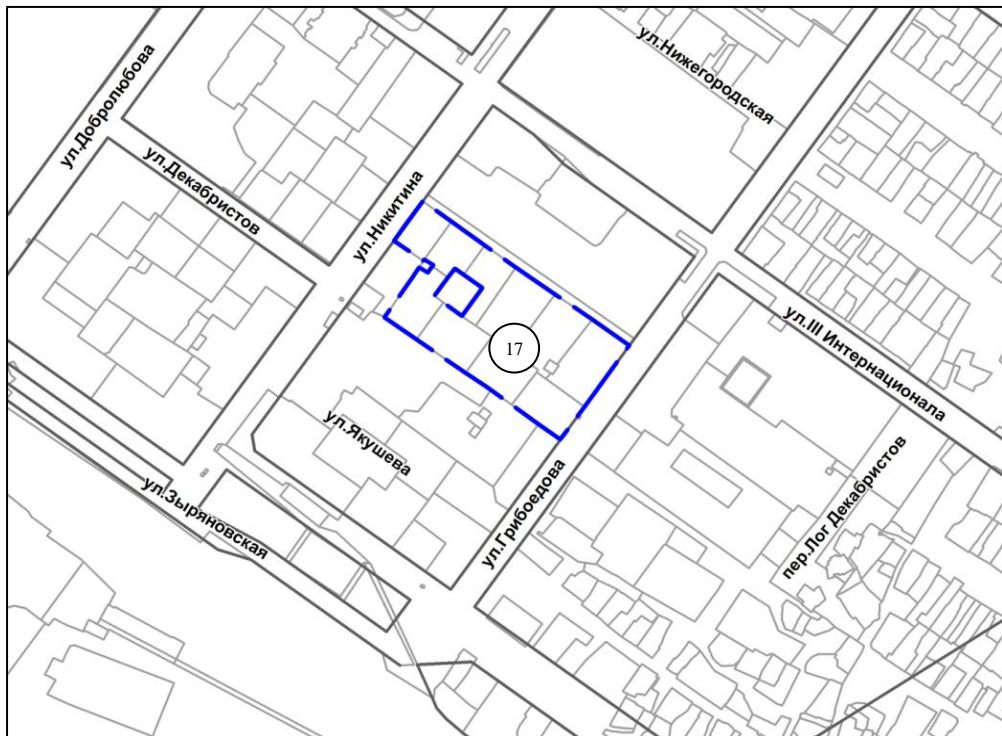 ул.Нижегородская
ул.Добролюбова
ул.Декабристов
ул.Никитина
ул.III Интернационала
17
ул.Якушева
ул.Зыряновская
ул.Грибоедова
пер.Лог Декабристов